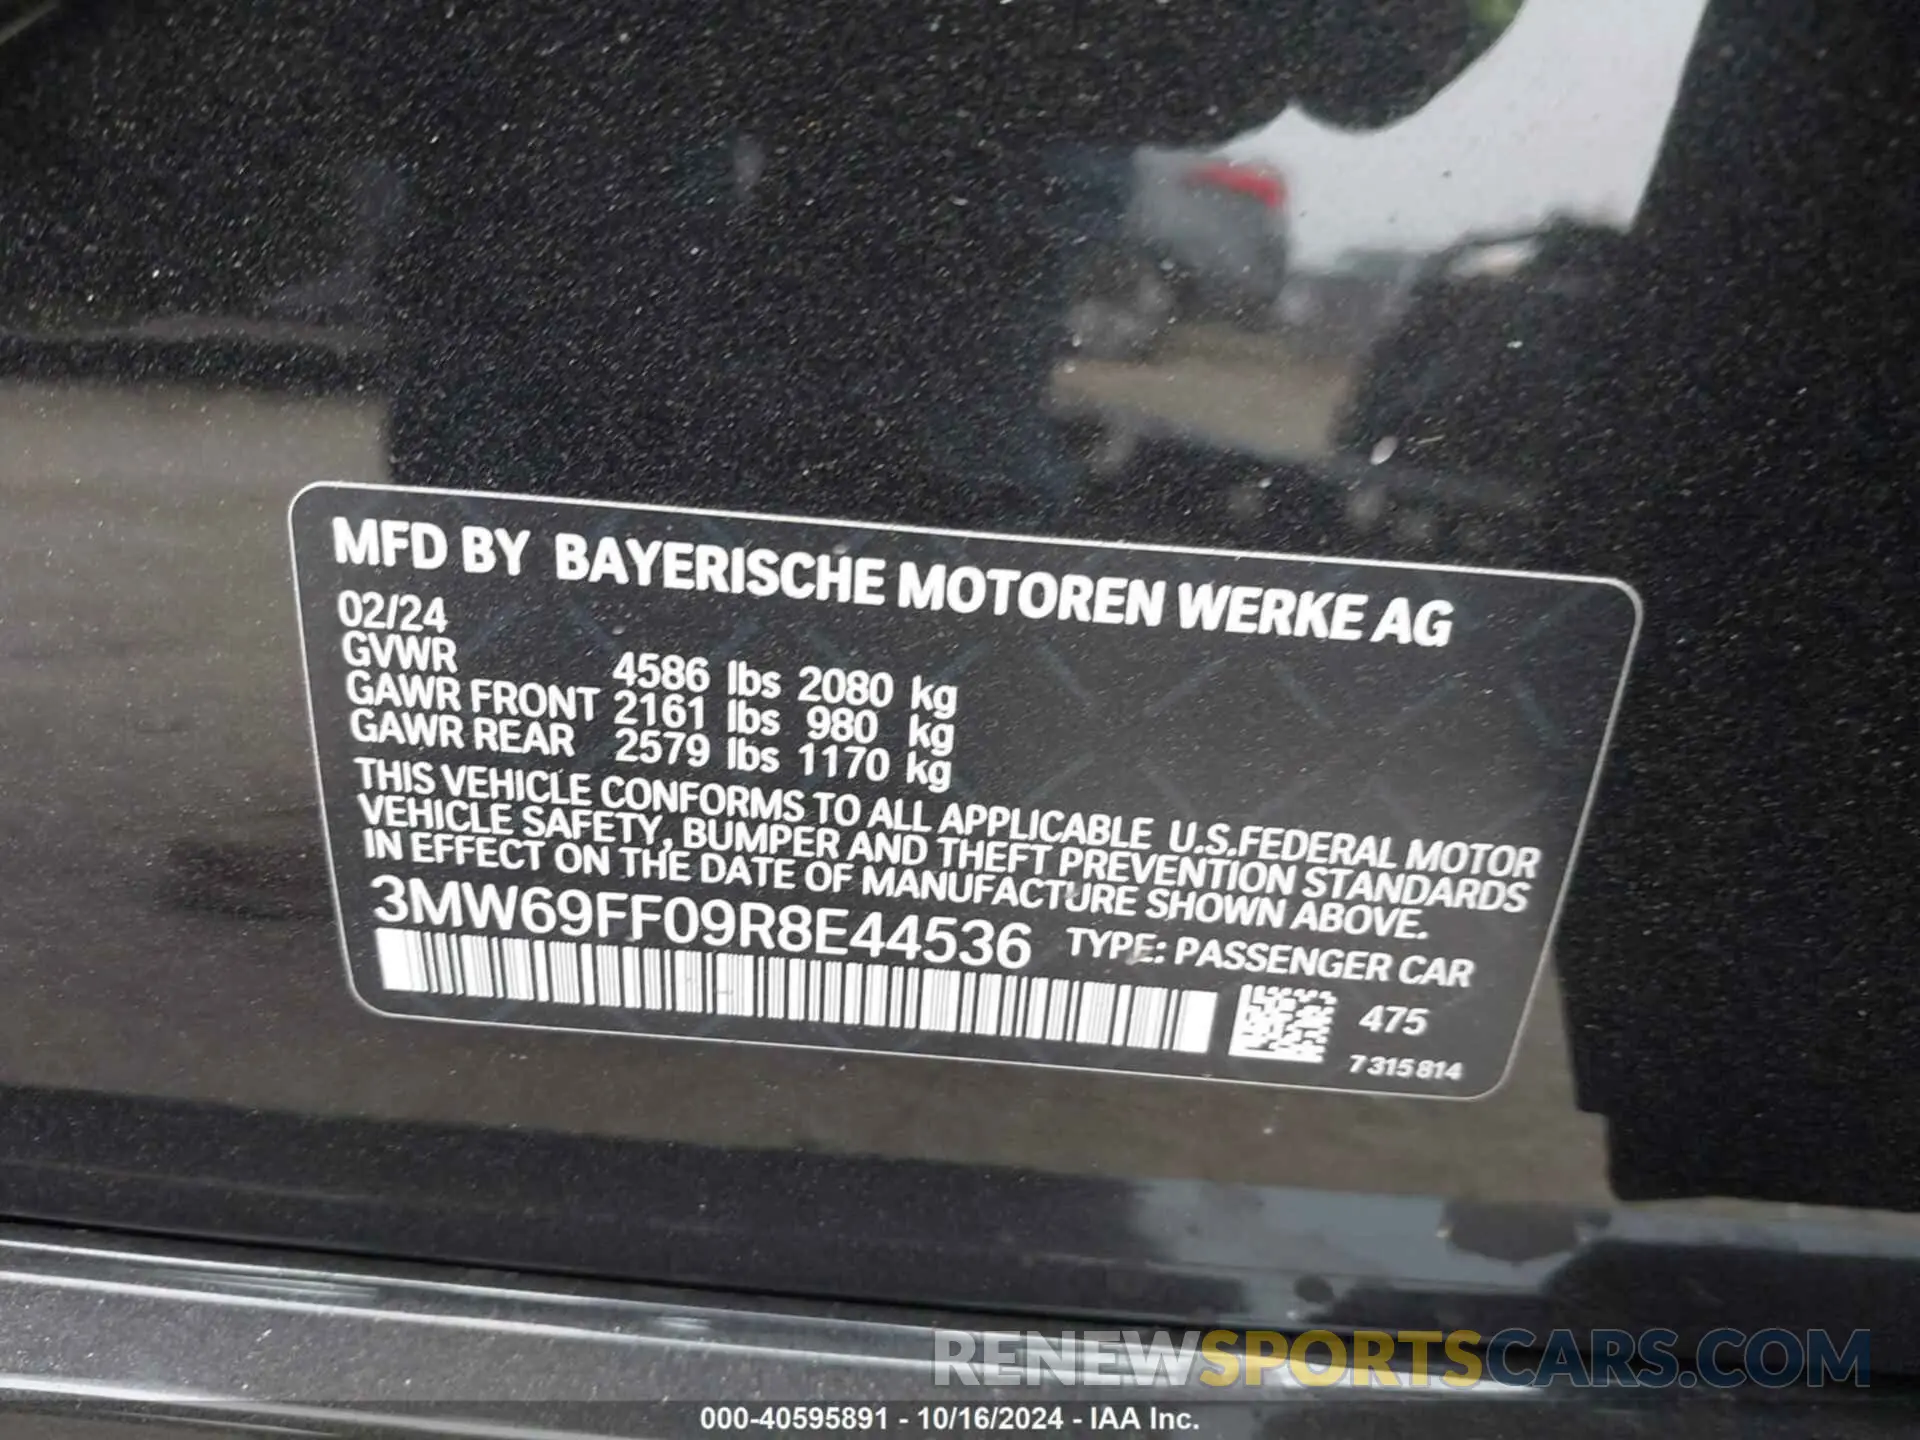 MFD BY BAYERISCHE MOTOREN WERKE AG
02/24
GVWR 4586 lbs 2080 kg
GAWR FRONT 2161 lbs 980 kg
GAWR REAR 2579 lbs 1170 kg
THIS VEHICLE CONFORMS TO ALL APPLICABLE U.S.FEDERAL MOTOR
VEHICLE SAFETY, BUMPER AND THEFT PREVENTION STANDARDS
IN EFFECT ON THE DATE OF MANUFACTURE SHOWN ABOVE.
3MW69FF09R8E44536 TYPE: PASSENGER CAR
475
7 315 814
RENEWSPORTSCARS.COM
000-40595891 - 10/16/2024 - IAA Inc.